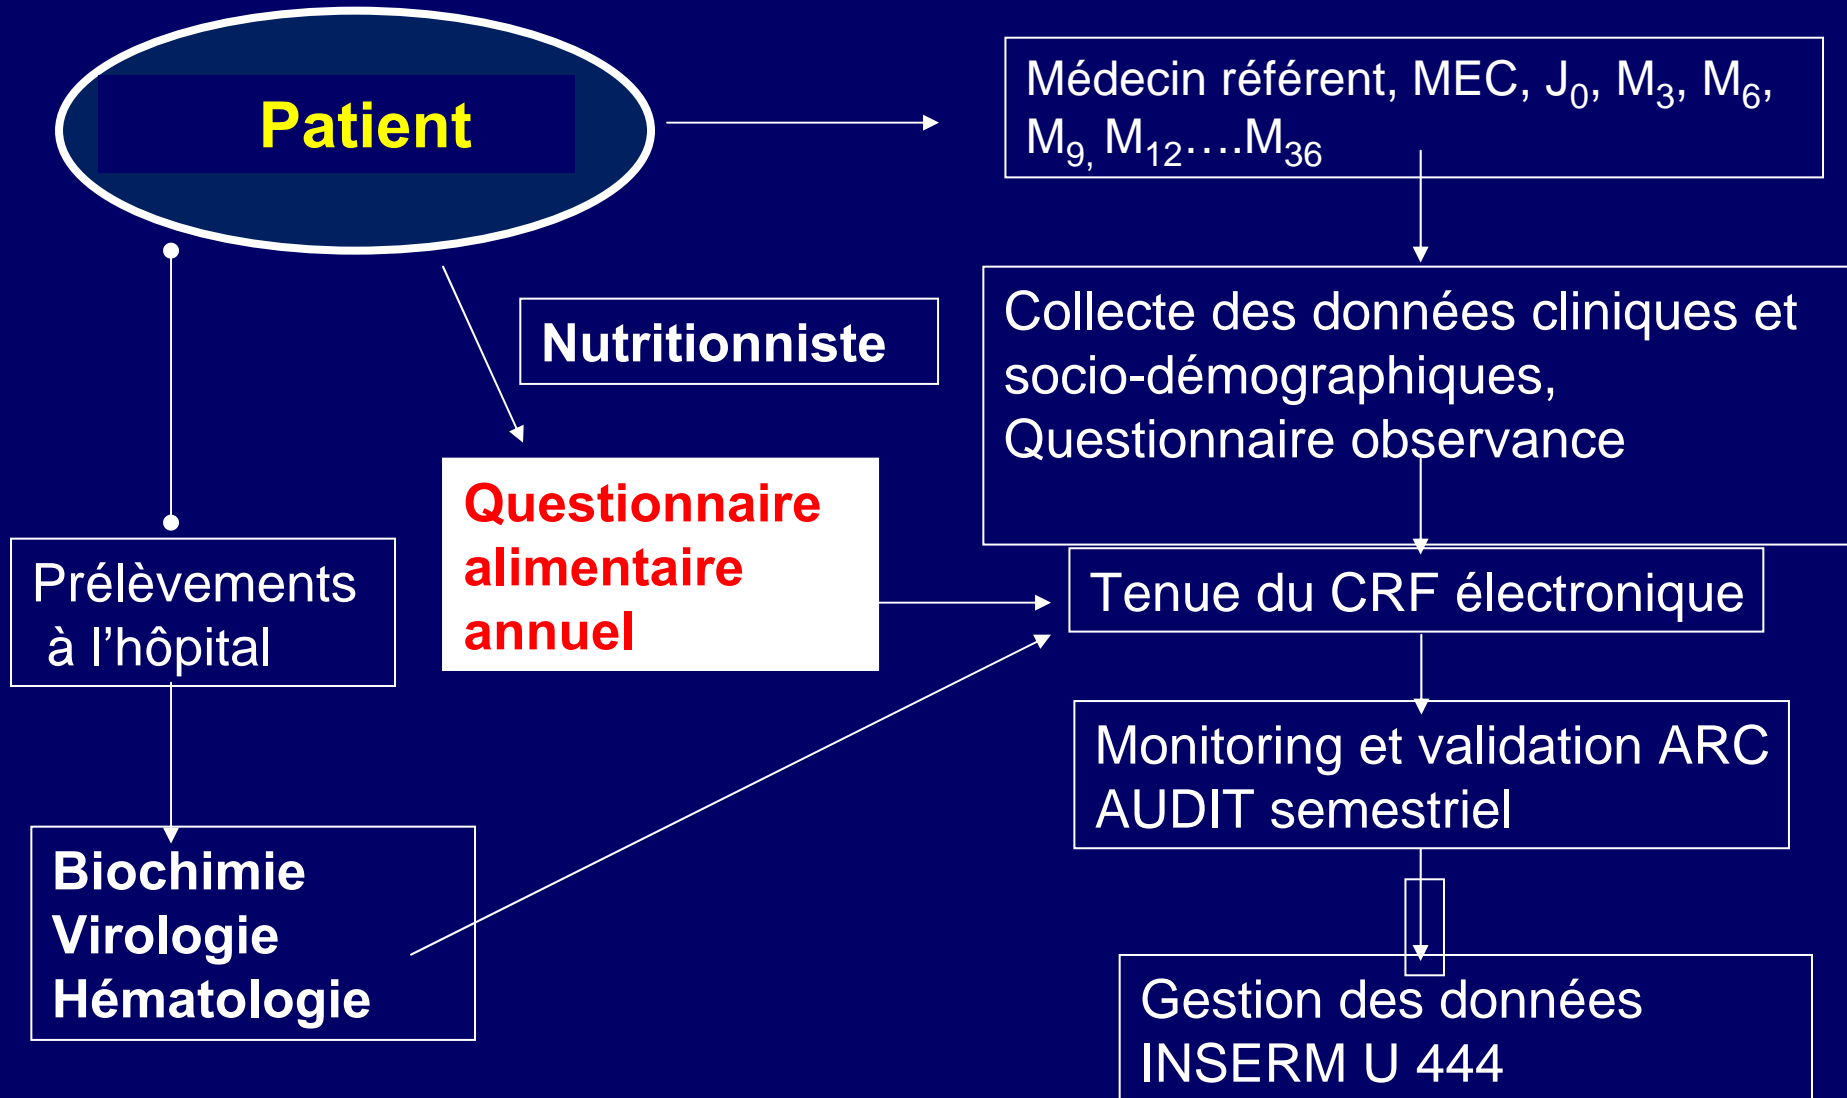 Patient
Médecin référent, MEC, J0, M3, M6,
M9, M12….M36
Nutritionniste
Collecte des données cliniques et
socio-démographiques,
Questionnaire observance
Questionnaire
alimentaire
annuel
Prélèvements
à l’hôpital
Tenue du CRF électronique
Monitoring et validation ARC
AUDIT semestriel
Biochimie
Virologie
Hématologie
Gestion des données
INSERM U 444